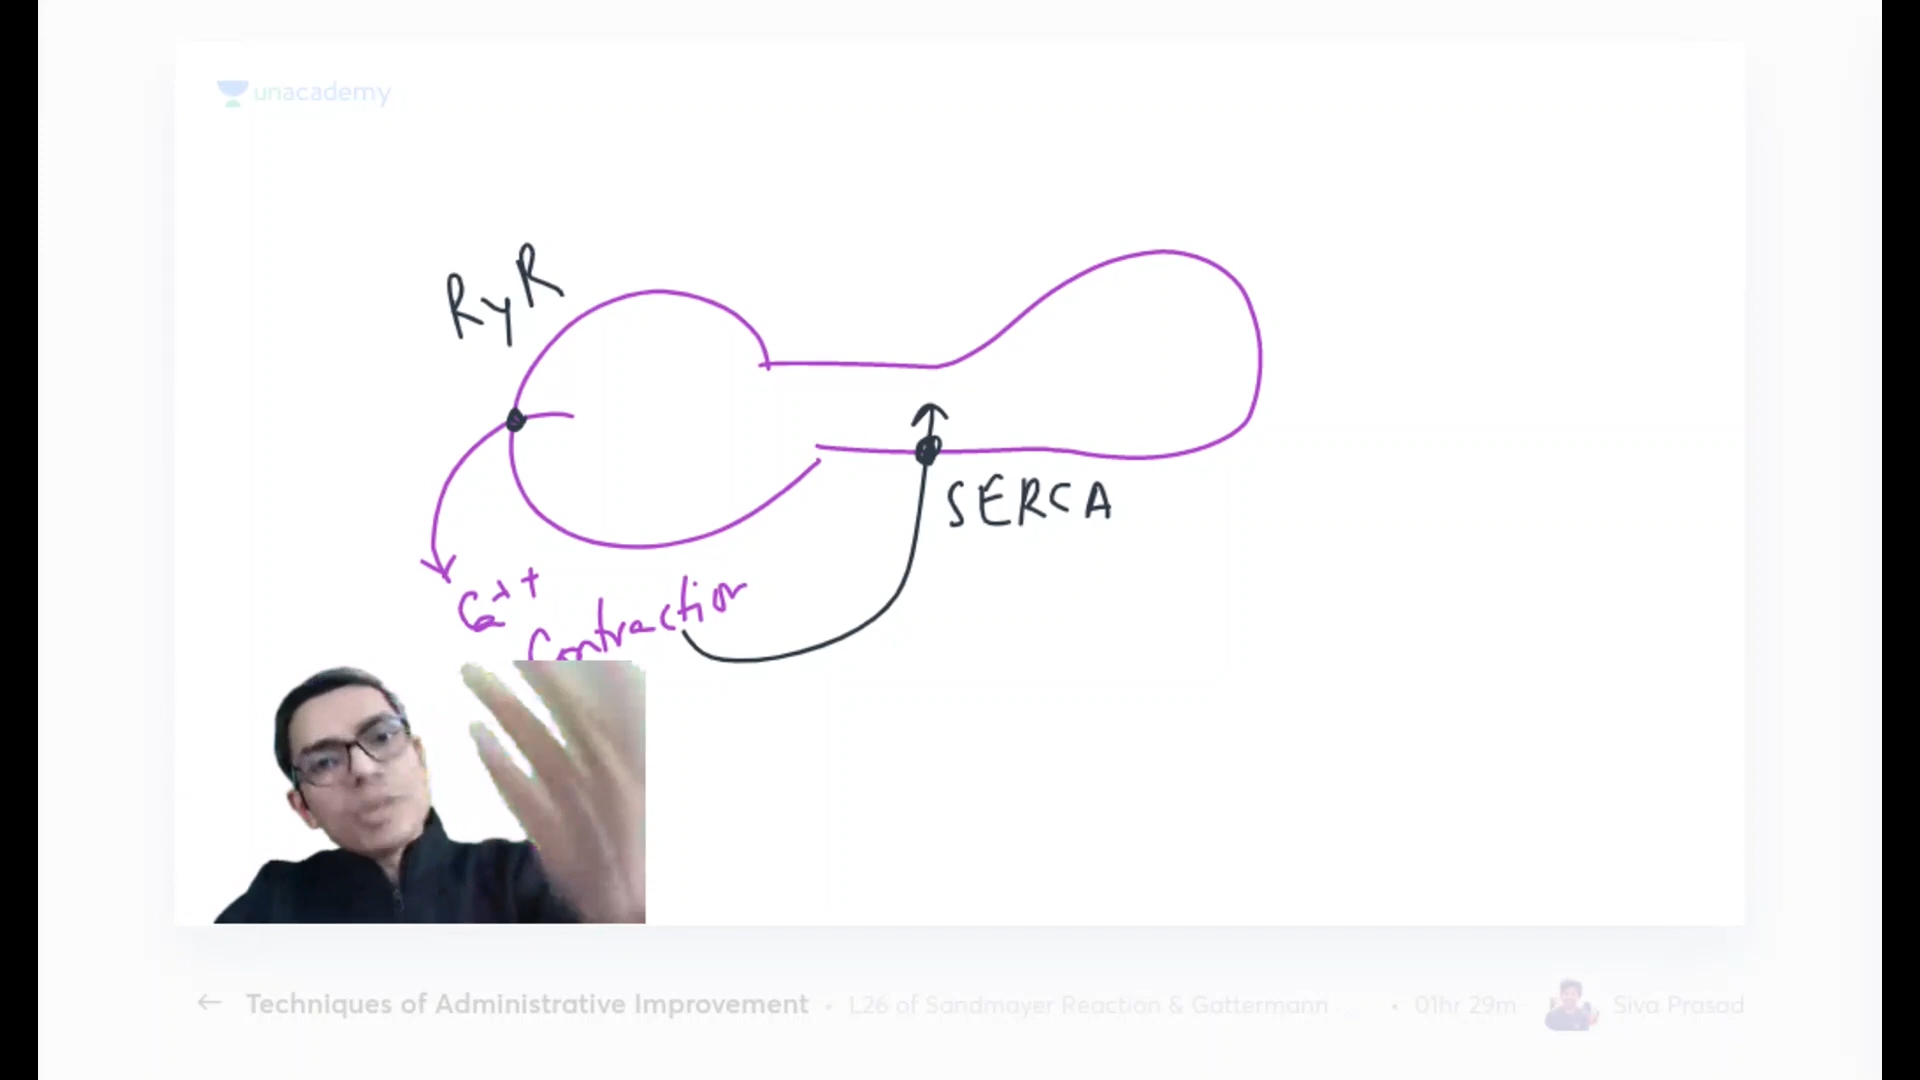 unacademy
RyR
SERCA
Ca2+
Contraction
Techniques of Administrative Improvement • L26 of Sandmayer Reaction & Gattermann ... • 01hr 29m Siva Prasad